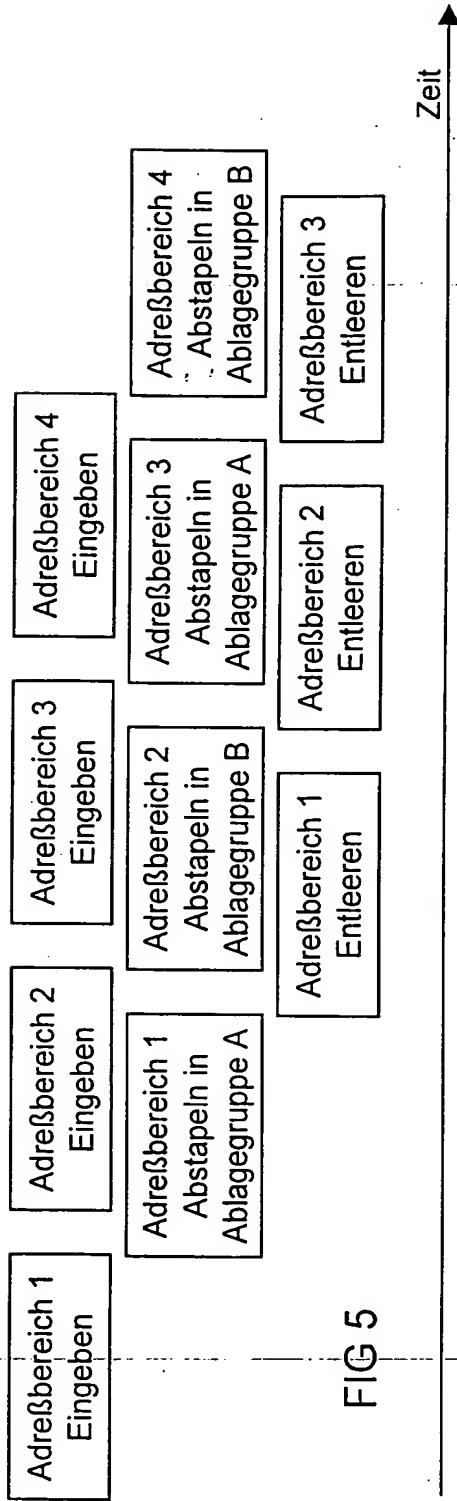 Adreßbereich 1
Eingeben
Adreßbereich 2
Eingeben
Adreßbereich 3
Eingeben
Adreßbereich 4
Eingeben
Adreßbereich 1
Abstapeln in
Ablagegruppe A
Adreßbereich 2
Abstapeln in
Ablagegruppe B
Adreßbereich 3
Abstapeln in
Ablagegruppe A
Adreßbereich 4
Abstapeln in
Ablagegruppe B
Adreßbereich 1
Entleeren
Adreßbereich 2
Entleeren
Adreßbereich 3
Entleeren
FIG 5
Zeit